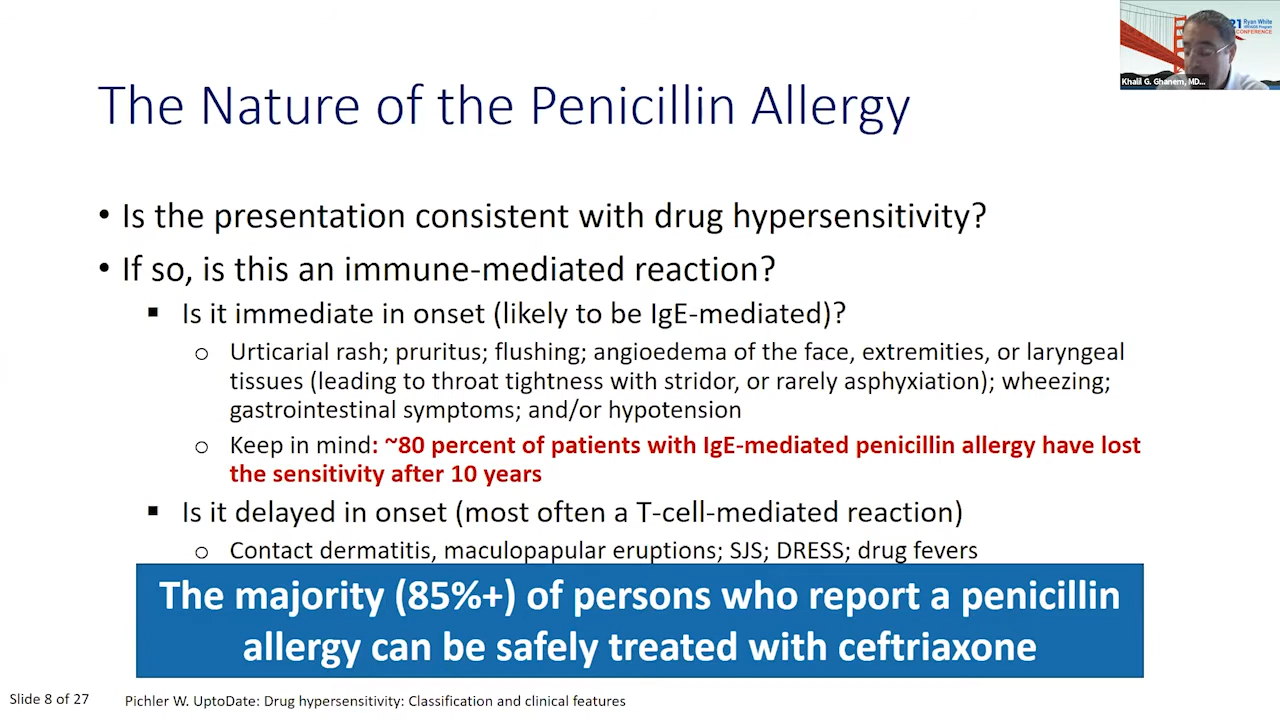 21 Ryan White
CONFERENCE
Khalil G. Ghanem, MD...
The Nature of the Penicillin Allergy
• Is the presentation consistent with drug hypersensitivity?
• If so, is this an immune-mediated reaction?
▪ Is it immediate in onset (likely to be IgE-mediated)?
o Urticarial rash; pruritus; flushing; angioedema of the face, extremities, or laryngeal
tissues (leading to throat tightness with stridor, or rarely asphyxiation); wheezing;
gastrointestinal symptoms; and/or hypotension
o Keep in mind: ~80 percent of patients with IgE-mediated penicillin allergy have lost
the sensitivity after 10 years
▪ Is it delayed in onset (most often a T-cell-mediated reaction)
o Contact dermatitis, maculopapular eruptions; SJS; DRESS; drug fevers
The majority (85%+) of persons who report a penicillin
allergy can be safely treated with ceftriaxone
Slide 8 of 27
Pichler W. UptoDate: Drug hypersensitivity: Classification and clinical features